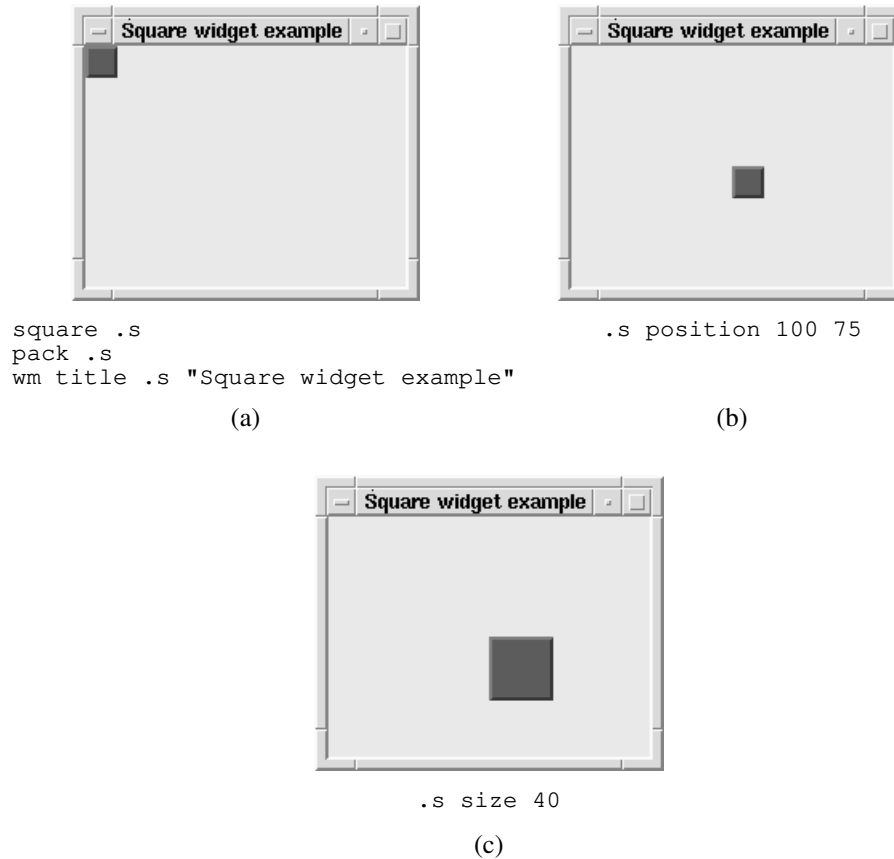 Square widget example
Square widget example
square .s
pack .s
wm title .s "Square widget example"
.s position 100 75
(a)
(b)
Square widget example
.s size 40
(c)